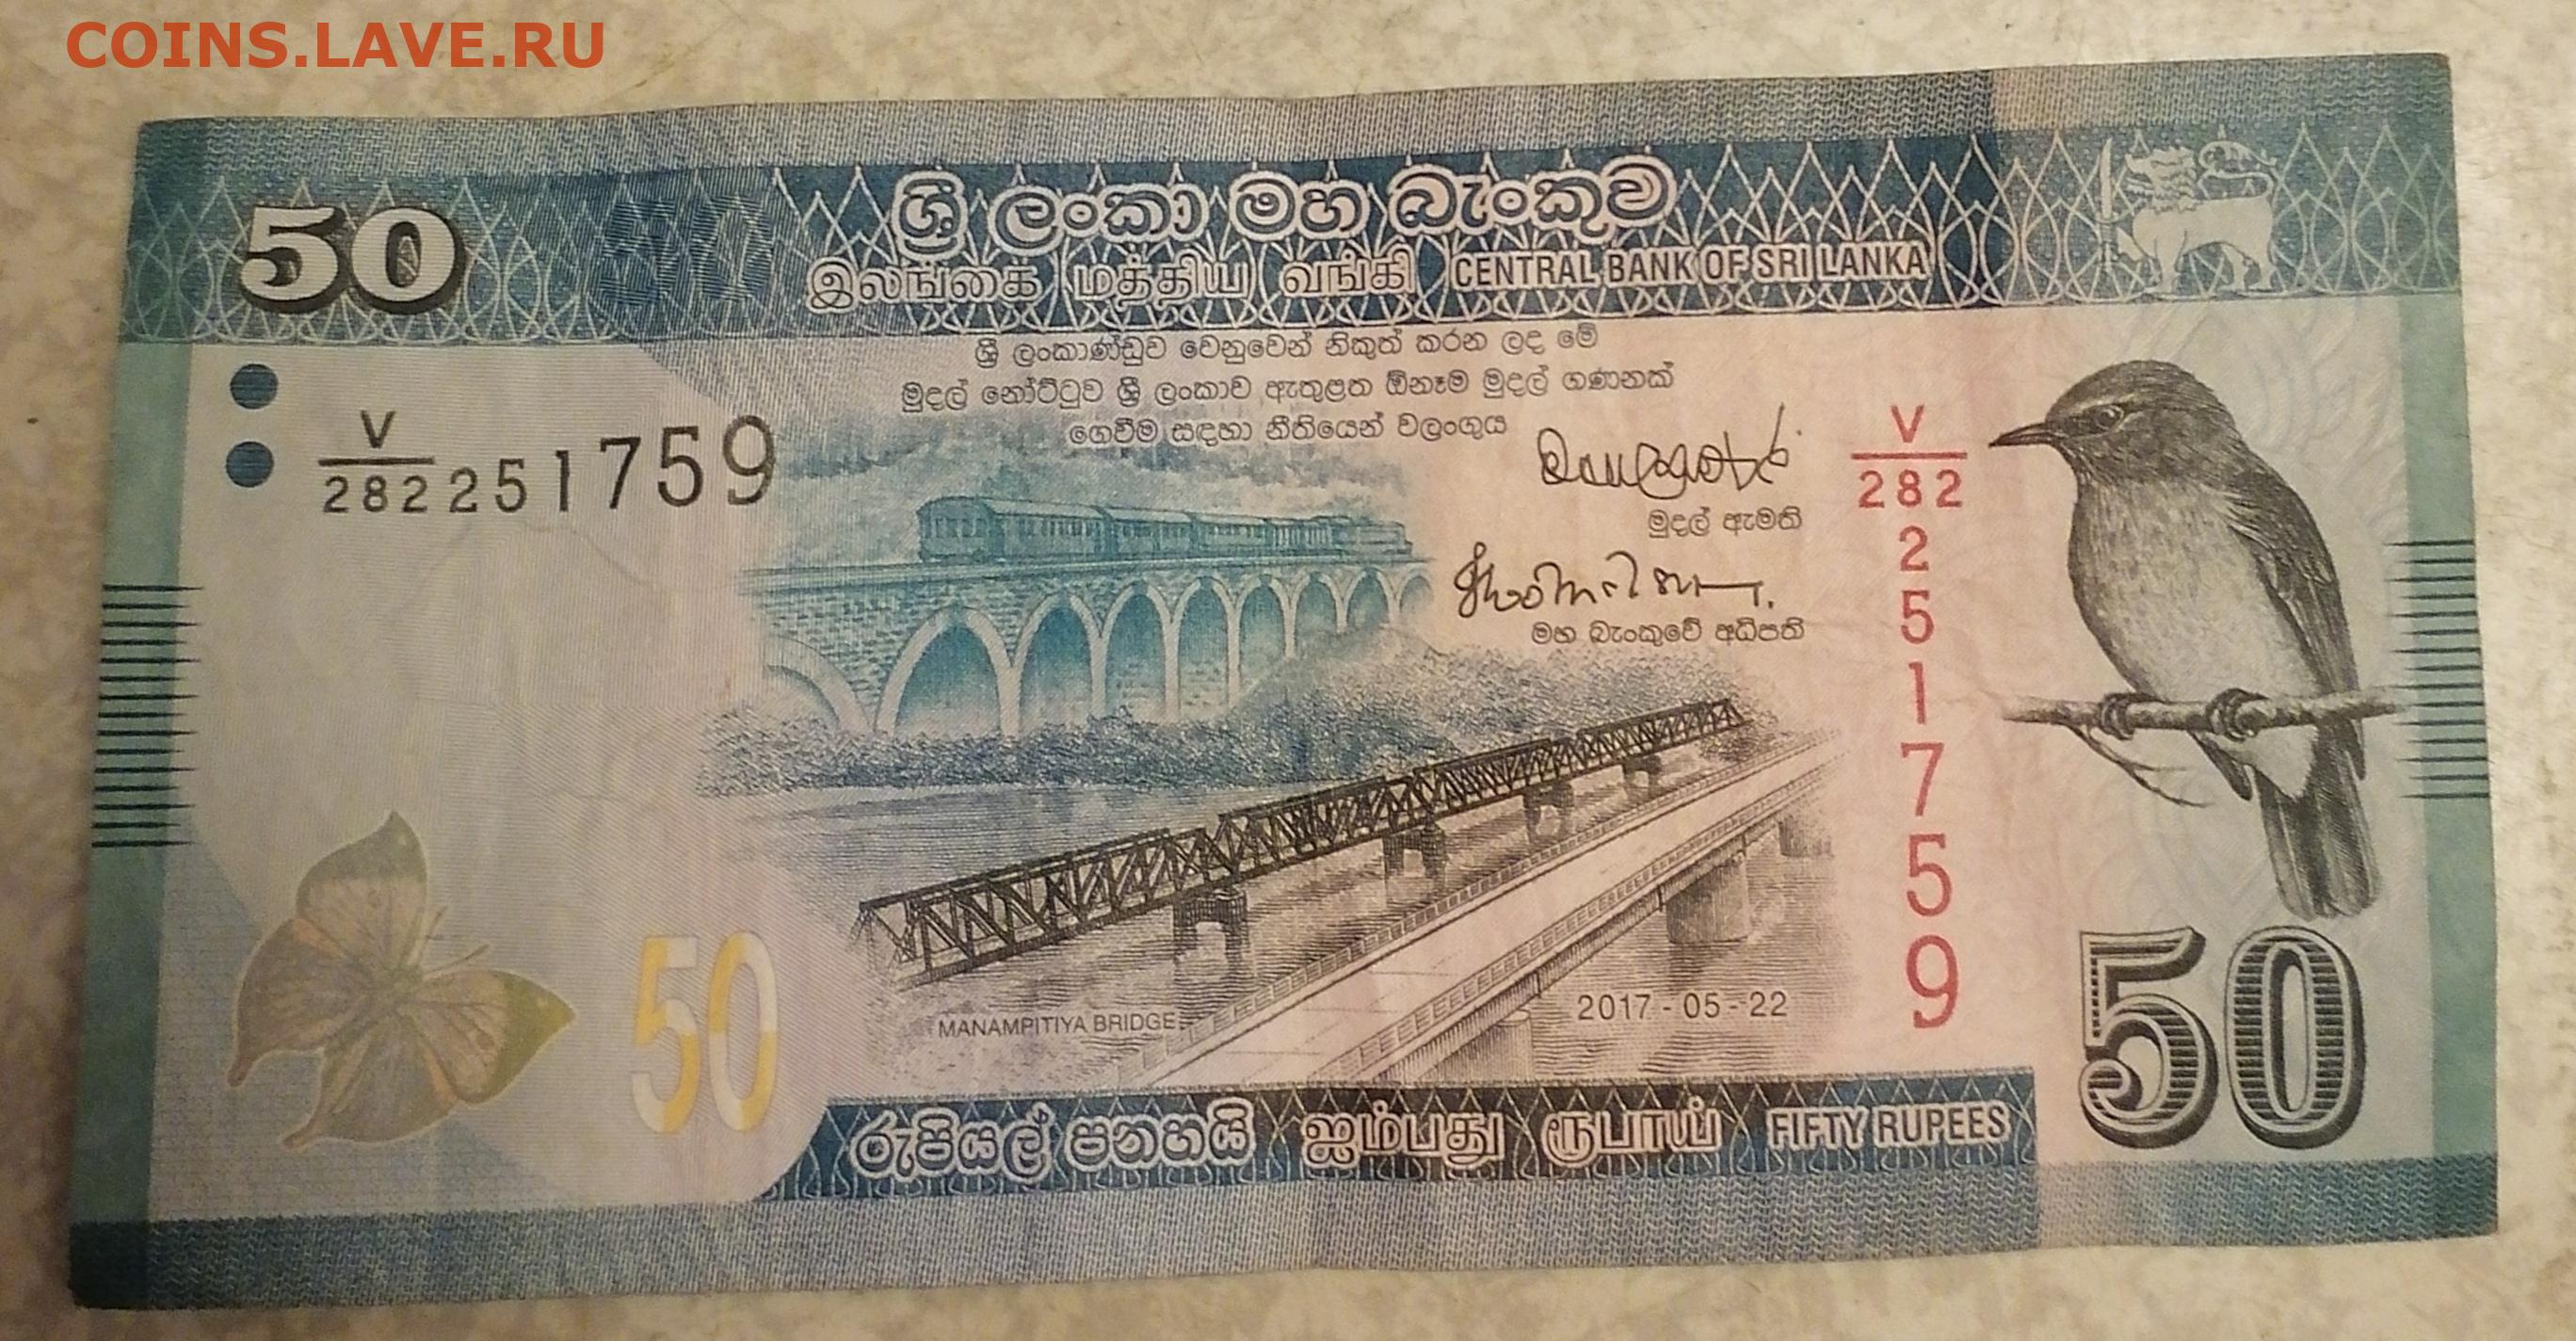 COINS.LAVE.RU
50
ශ්‍රී ලංකා මහ බැංකුව
இலங்கை மத்திய வங்கி CENTRAL BANK OF SRI LANKA
ශ්‍රී ලංකාණ්ඩුව වෙනුවෙන් නිකුත් කරන ලද මේ
මුදල් නෝට්ටුව ශ්‍රී ලංකාව ඇතුළත ඕනෑම මුදල් ගණනක්
ගෙවීම සඳහා නීතියෙන් වලංගුය
V
282 251759
මුදල් ඇමති
මහ බැංකුවේ අධිපති
V
282
2
5
1
7
5
9
50
MANAMPITIYA BRIDGE
2017-05-22
50
රුපියල් පනහයි ஐம்பது ரூபாய் FIFTY RUPEES